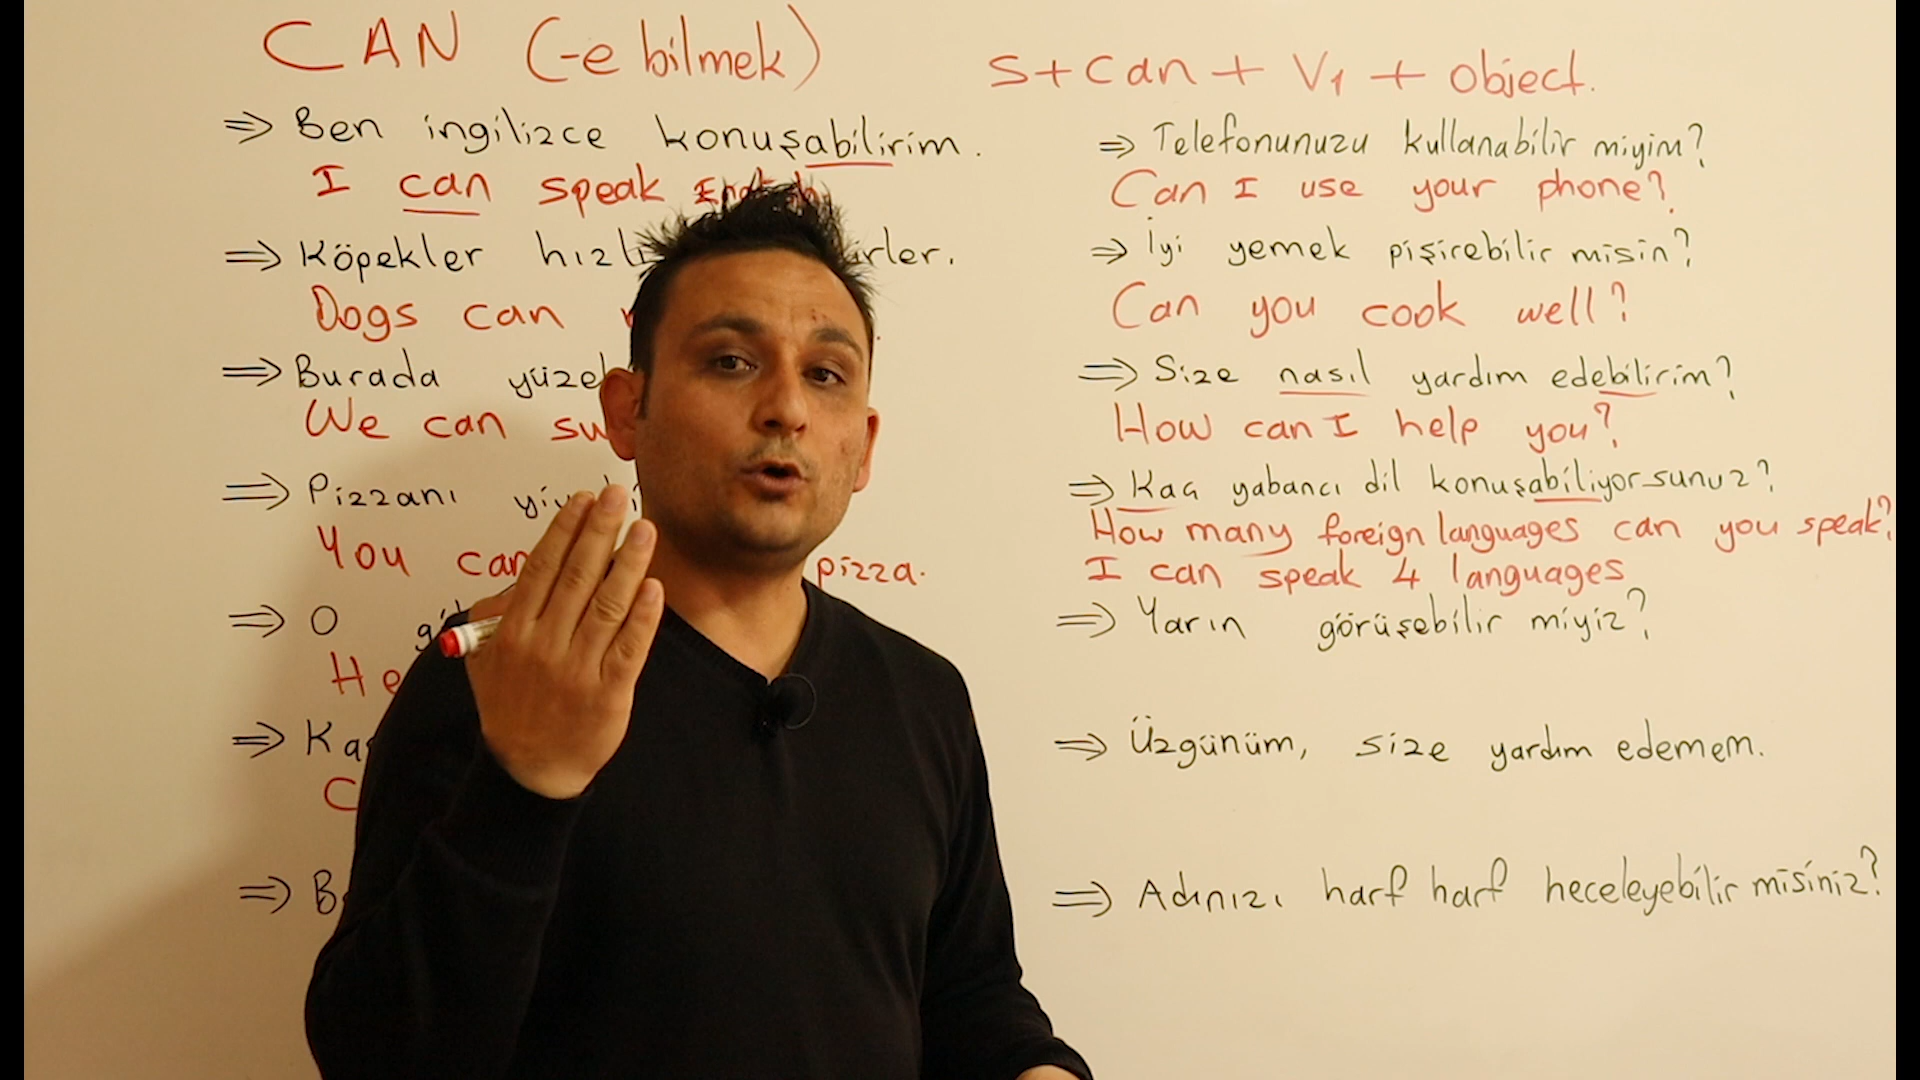 CAN (-e bilmek)
⇒ Ben ingilizce konuşabilirim.
I can speak English
⇒ Köpekler
Dogs can
⇒ Burada
We can
⇒ Pizzanı
You can pizza.
⇒ O
He
S + can + V1 + object.
⇒ Telefonunuzu kullanabilir miyim?
Can I use your phone?
⇒ İyi yemek pişirebilir misin?
Can you cook well?
⇒ Size nasıl yardım edebilirim?
How can I help you?
⇒ Kaç yabancı dil konuşabiliyorsunuz?
How many foreign languages can you speak?
I can speak 4 languages
⇒ Yarın görüşebilir miyiz?
⇒ Üzgünüm, size yardım edemem.
⇒ Adınızı harf harf heceleyebilir misiniz?